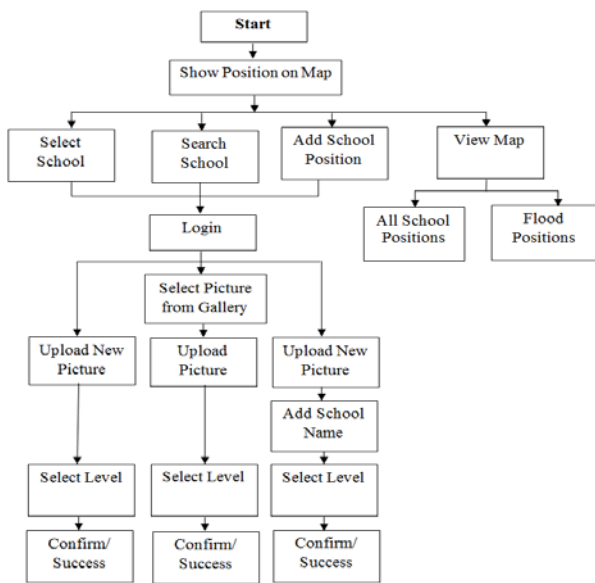 Start
Show Position on Map
Select
School
Search
School
Add School
Position
View Map
All School
Positions
Flood
Positions
Login
Select Picture
from Gallery
Upload New
Picture
Upload
Picture
Upload New
Picture
Add School
Name
Select Level
Select Level
Select Level
Confirm/
Success
Confirm/
Success
Confirm/
Success